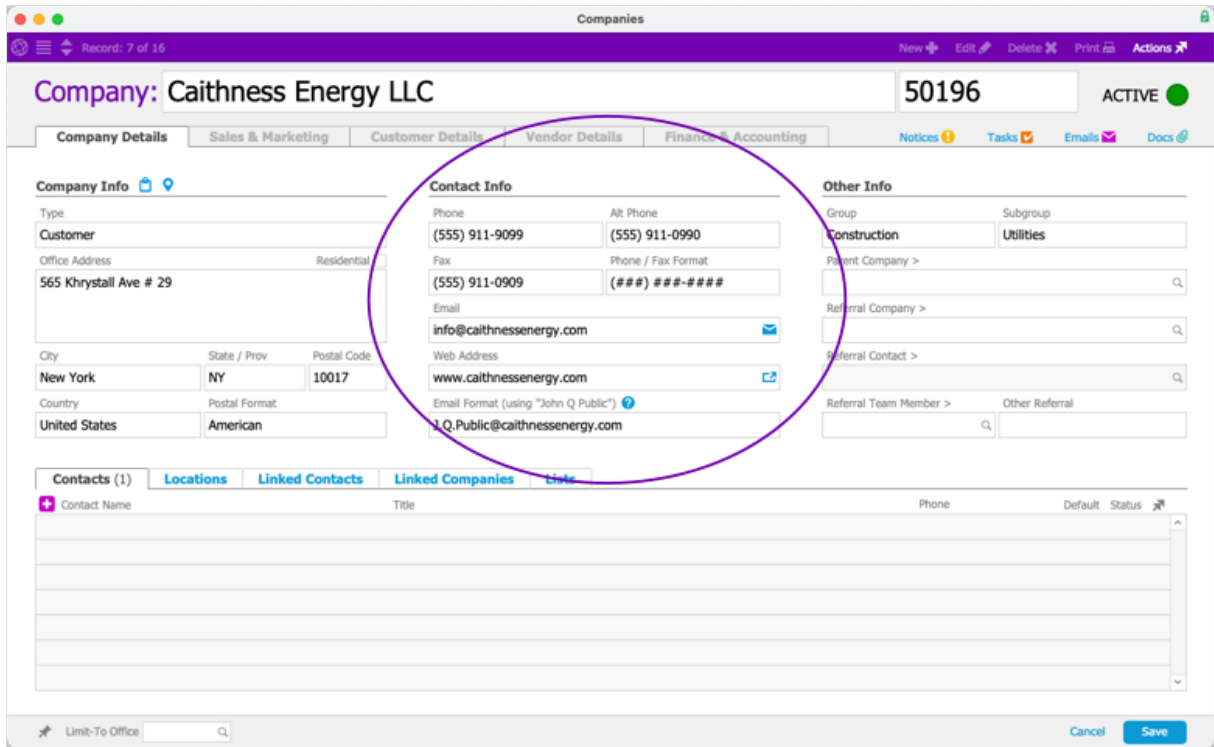 Companies
Record: 7 of 16 New Edit Delete Print Actions
Company: Caithness Energy LLC 50196 ACTIVE
Company Details Sales & Marketing Customer Details Vendor Details Finance & Accounting Notices Tasks Emails Docs
Company Info Contact Info Other Info
Type Phone Alt Phone Group Subgroup
Customer (555) 911-9099 (555) 911-0990 Construction Utilities
Office Address Residential Fax Phone / Fax Format Parent Company >
565 Khrystall Ave # 29 (555) 911-0909 (###) ###-####
Email Referral Company >
info@caithnessenergy.com
City State / Prov Postal Code Web Address Referral Contact >
New York NY 10017 www.caithnessenergy.com
Country Postal Format Email Format (using "John Q Public") ? Referral Team Member > Other Referral
United States American J.Q.Public@caithnessenergy.com
Contacts (1) Locations Linked Contacts Linked Companies Lists
Contact Name Title Phone Default Status
Limit-To Office Cancel Save